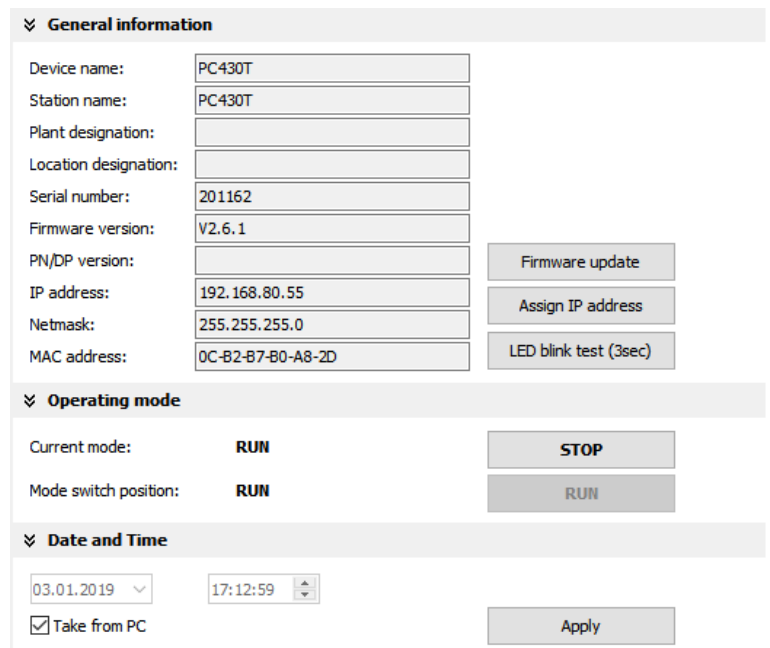 General information
Device name: PC430T
Station name: PC430T
Plant designation:
Location designation:
Serial number: 201162
Firmware version: V2.6.1
PN/DP version: Firmware update
IP address: 192.168.80.55 Assign IP address
Netmask: 255.255.255.0
MAC address: 0C-B2-B7-B0-A8-2D LED blink test (3sec)
Operating mode
Current mode: RUN STOP
Mode switch position: RUN RUN
Date and Time
03.01.2019 17:12:59
Take from PC Apply